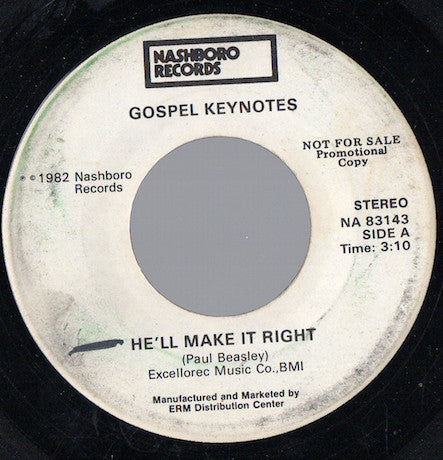 NASHBORO
RECORDS
GOSPEL KEYNOTES
NOT FOR SALE
Promotional
Copy
℗ © 1982 Nashboro
Records
STEREO
NA 83143
SIDE A
Time: 3:10
HE'LL MAKE IT RIGHT
(Paul Beasley)
Excellorec Music Co.,BMI
Manufactured and Marketed by
ERM Distribution Center